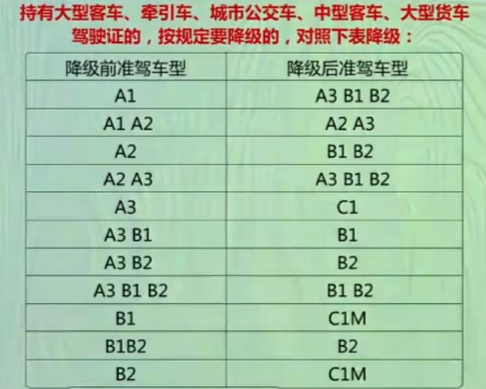 持有大型客车、牵引车、城市公交车、中型客车、大型货车
驾驶证的，按规定要降级的，对照下表降级：
降级前准驾车型 降级后准驾车型
A1 A3 B1 B2
A1 A2 A2 A3
A2 B1 B2
A2 A3 A3 B1 B2
A3 C1
A3 B1 B1
A3 B2 B2
A3 B1 B2 B1 B2
B1 C1M
B1B2 B2
B2 C1M